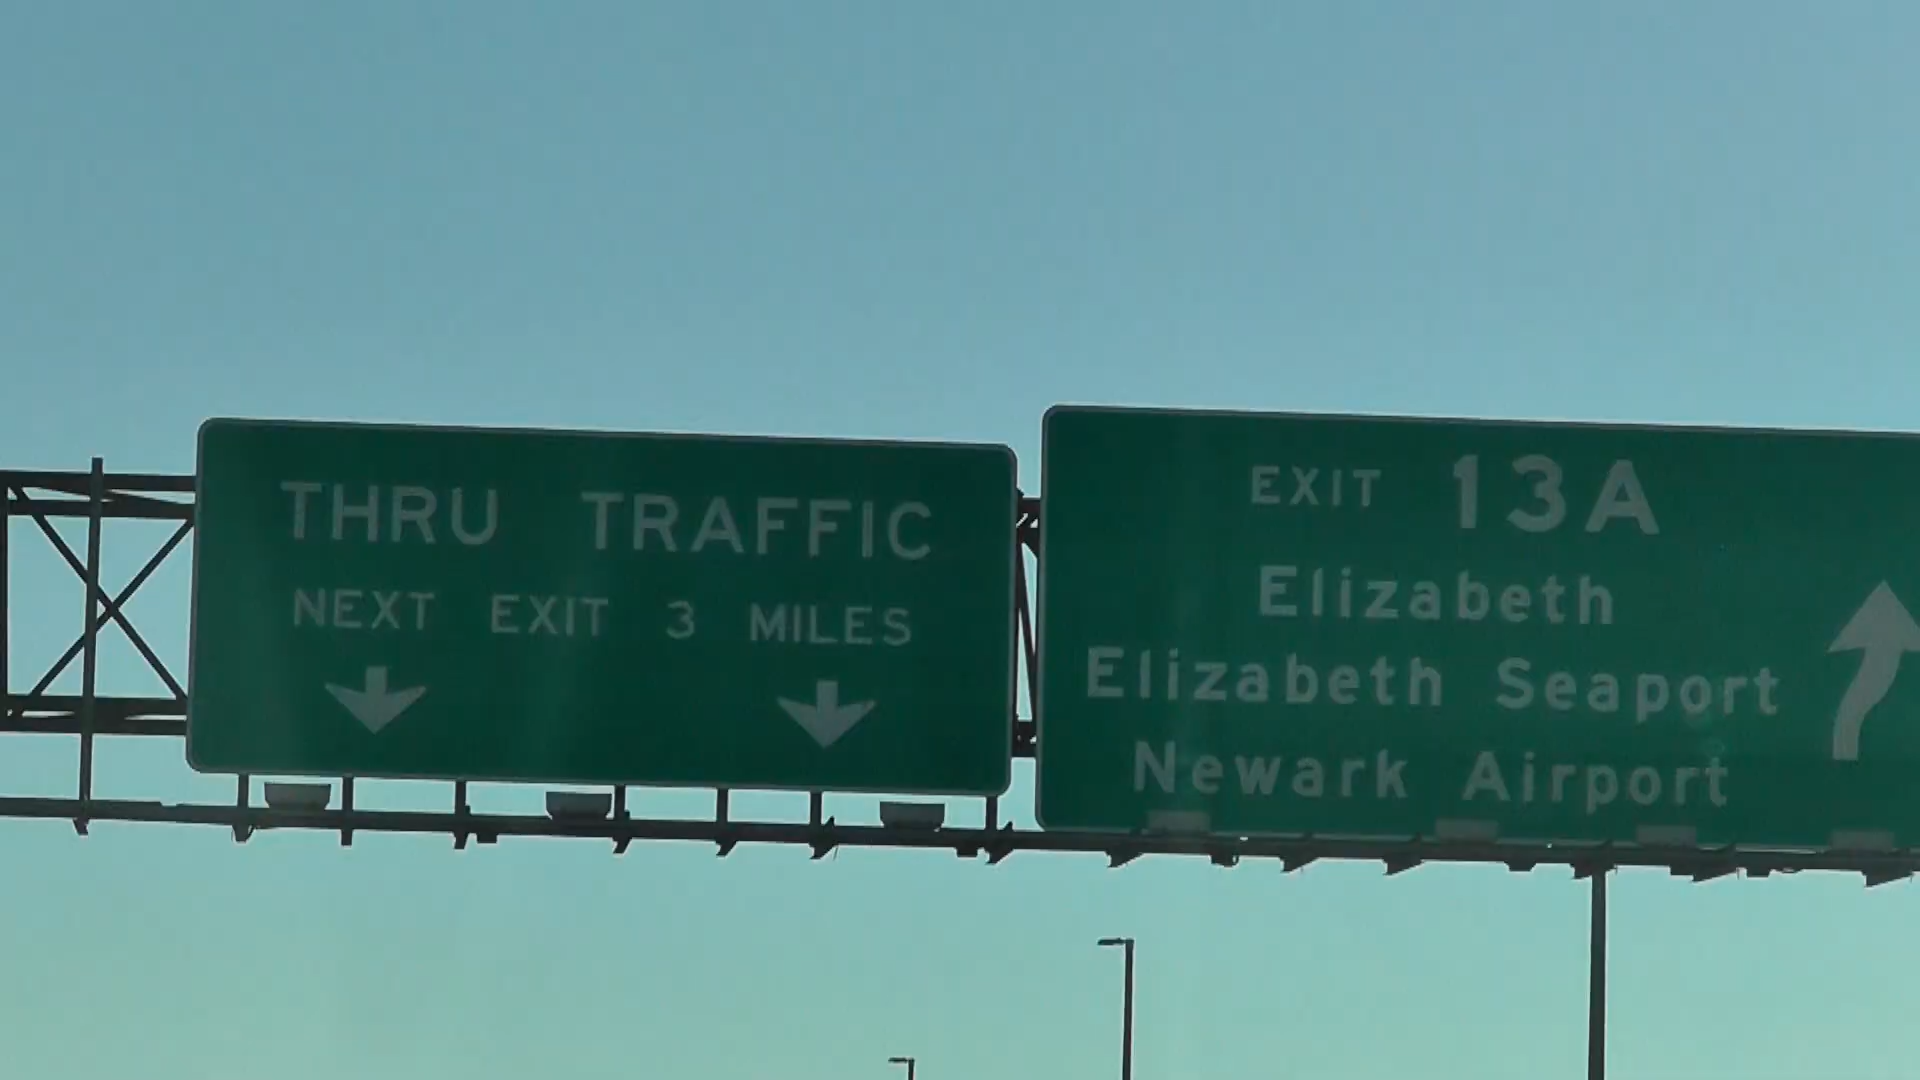 THRU TRAFFIC
NEXT EXIT 3 MILES
EXIT 13A
Elizabeth
Elizabeth Seaport
Newark Airport